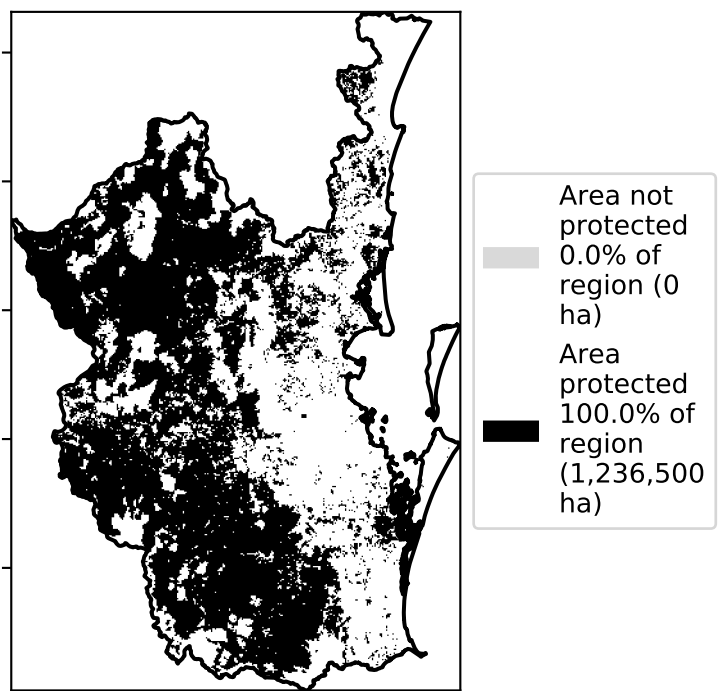 Area not
protected
0.0% of
region (0
ha)
Area
protected
100.0% of
region
(1,236,500
ha)